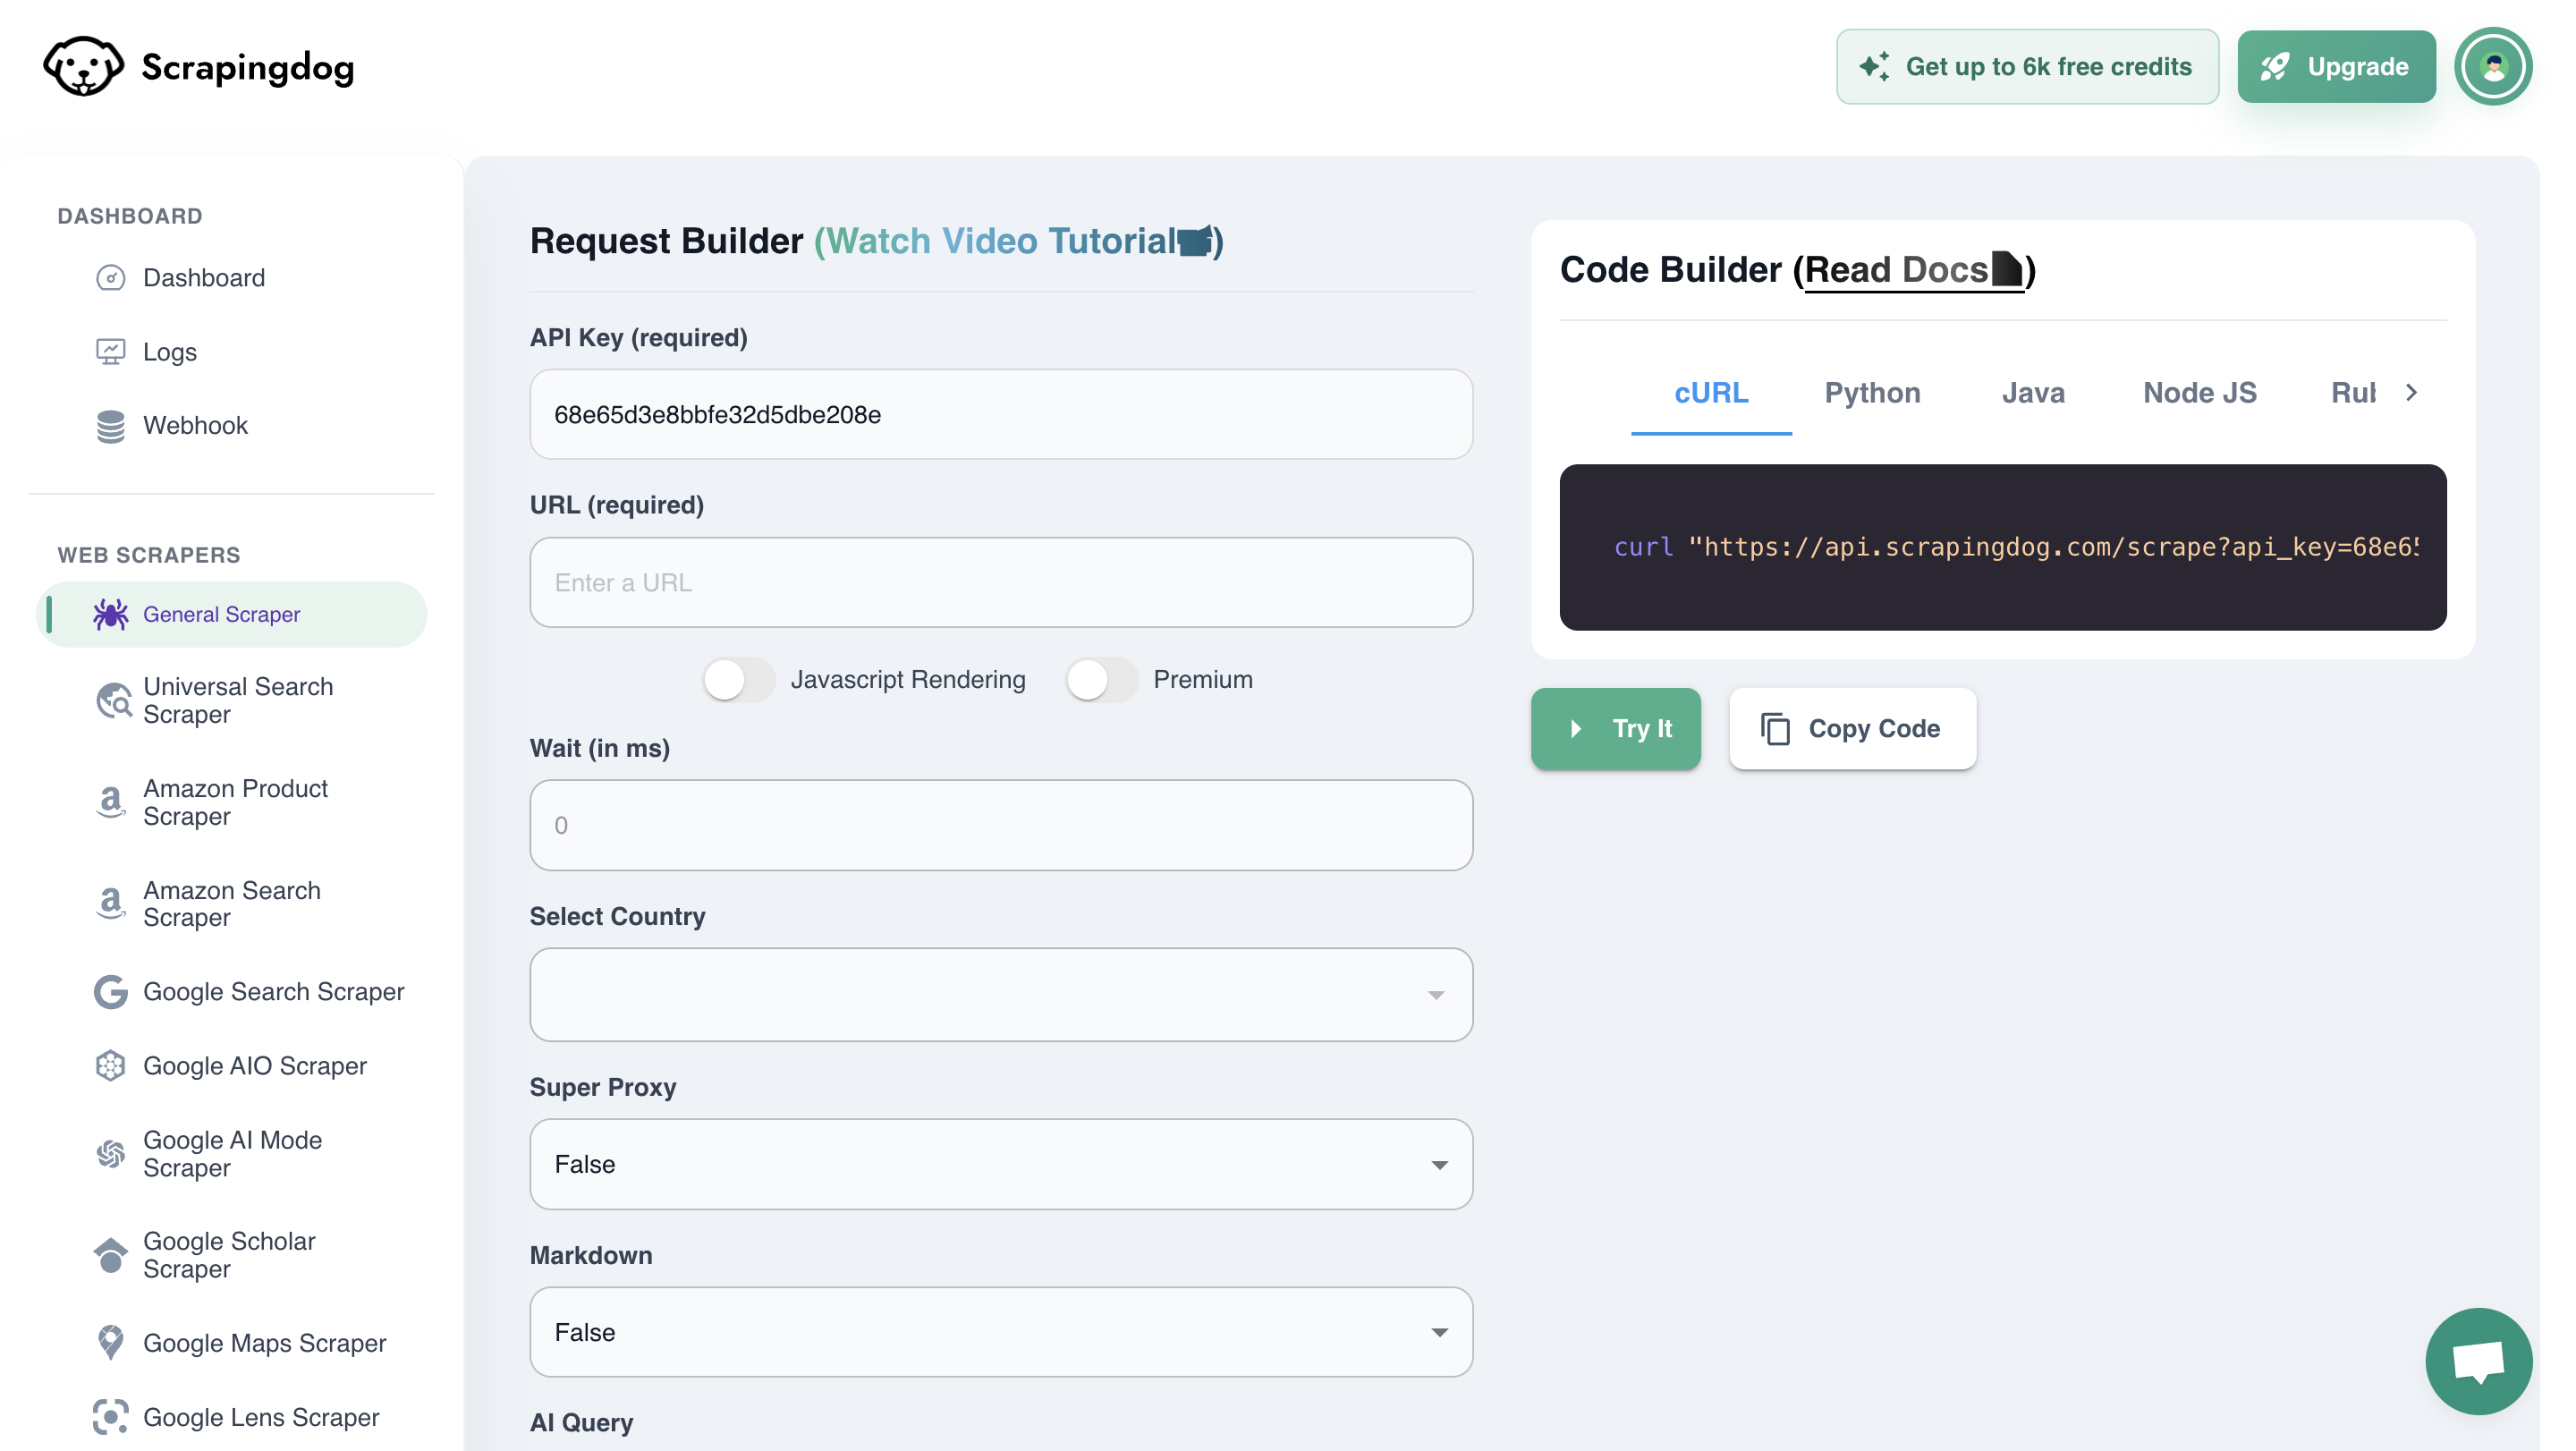 Scrapingdog
Get up to 6k free credits
Upgrade
DASHBOARD
Dashboard
Logs
Webhook
WEB SCRAPERS
General Scraper
Universal Search
Scraper
Amazon Product
Scraper
Amazon Search
Scraper
Google Search Scraper
Google AIO Scraper
Google AI Mode
Scraper
Google Scholar
Scraper
Google Maps Scraper
Google Lens Scraper
Request Builder (Watch Video Tutorial)
API Key (required)
68e65d3e8bbfe32d5dbe208e
URL (required)
Enter a URL
Javascript Rendering
Premium
Wait (in ms)
0
Select Country
Super Proxy
False
Markdown
False
AI Query
Code Builder (Read Docs)
cURL
Python
Java
Node JS
curl "https://api.scrapingdog.com/scrape?api_key=68e65
Try It
Copy Code